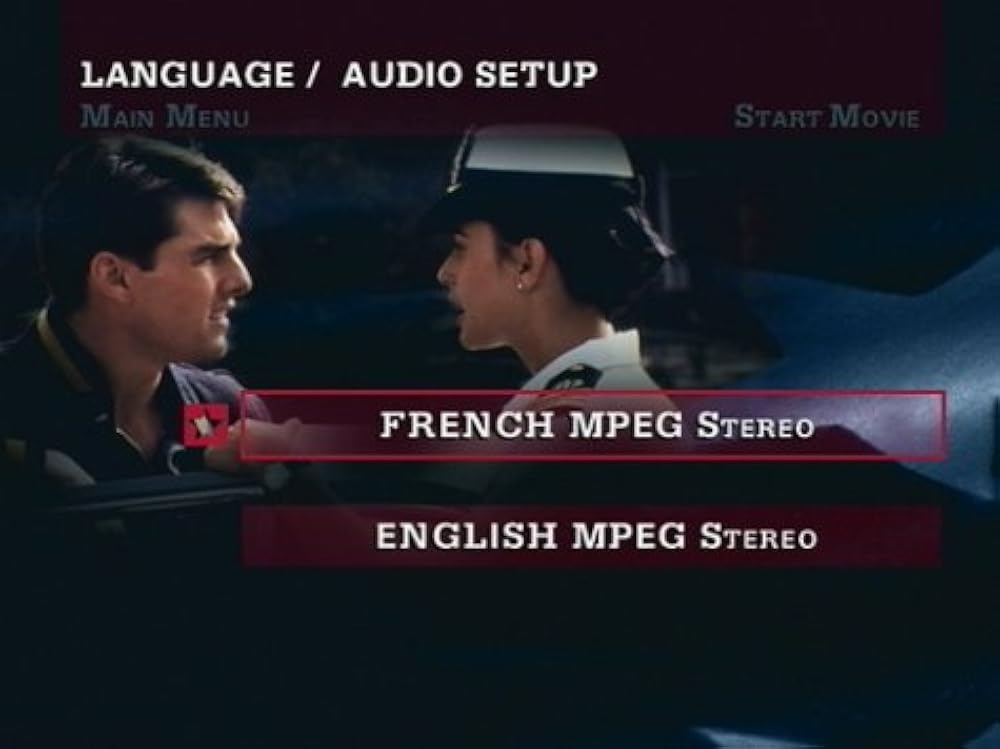 LANGUAGE / AUDIO SETUP
MAIN MENU START MOVIE
FRENCH MPEG STEREO
ENGLISH MPEG STEREO